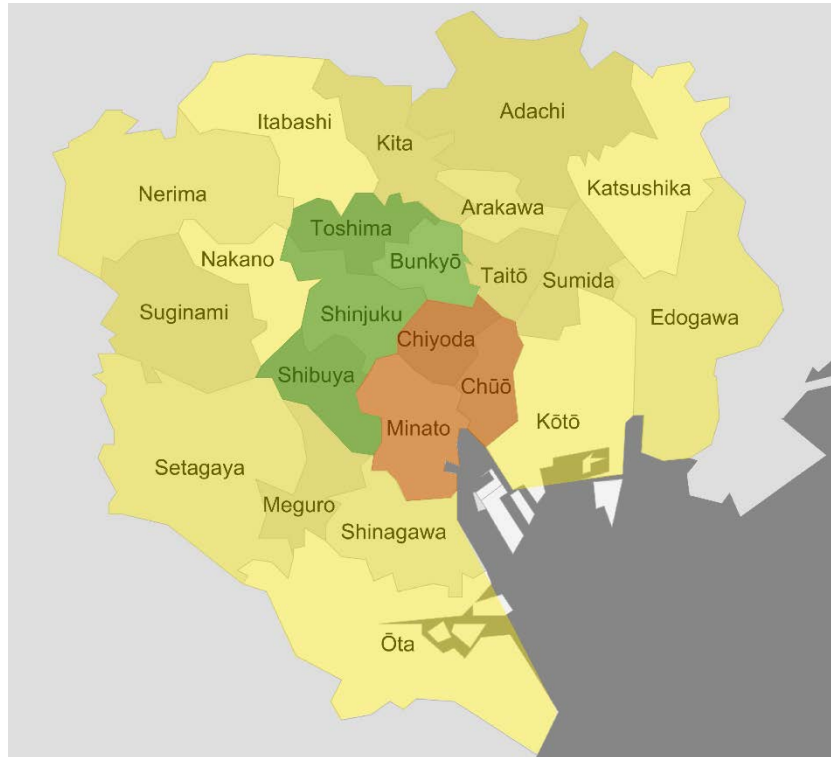 Adachi
Itabashi
Kita
Katsushika
Nerima
Arakawa
Toshima
Nakano
Bunkyō
Taitō
Sumida
Suginami
Shinjuku
Edogawa
Chiyoda
Shibuya
Chūō
Minato
Kōtō
Setagaya
Meguro
Shinagawa
Ōta